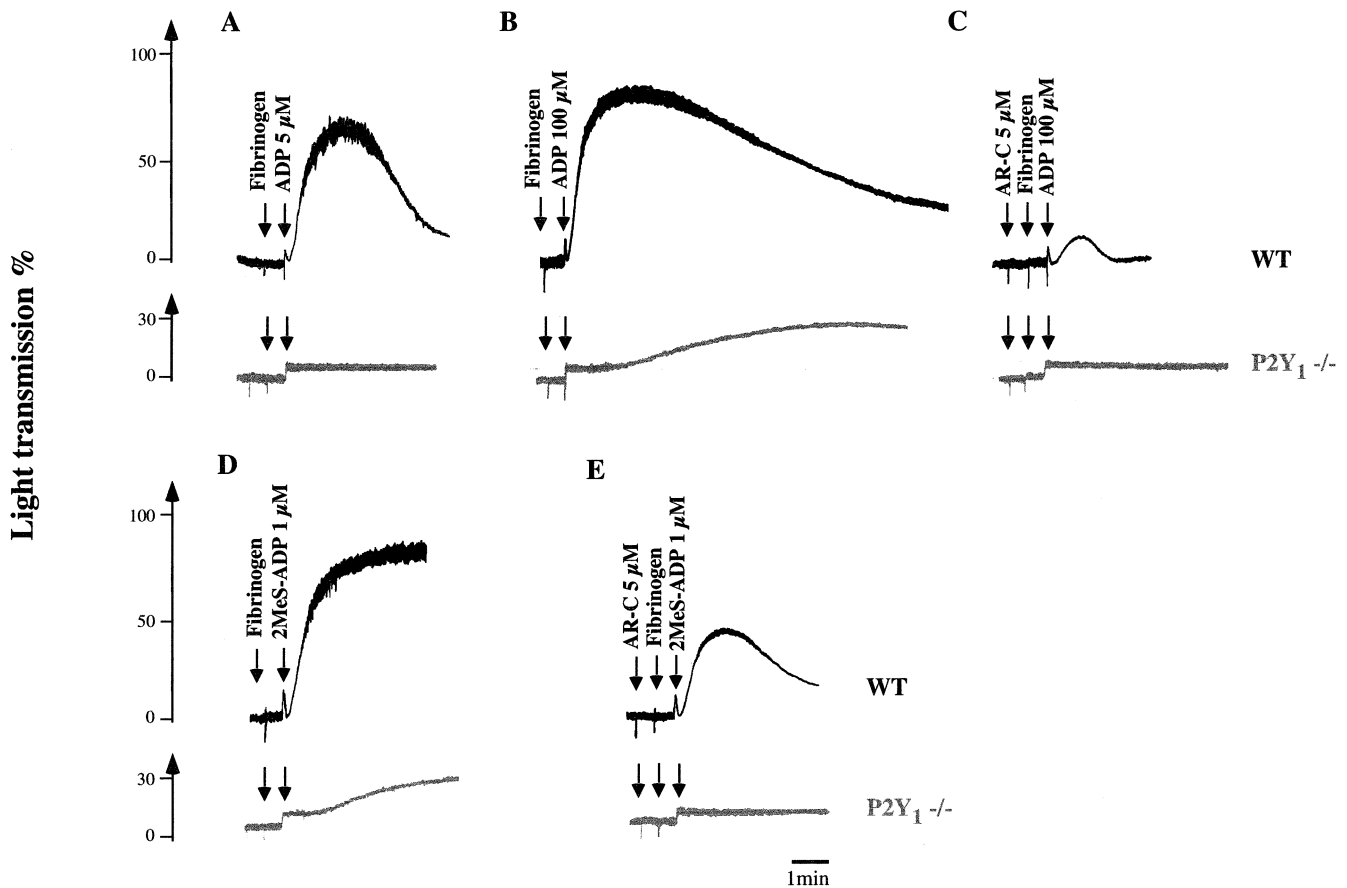 A
B
C
100
50
0
Fibrinogen
ADP 5 µM
Fibrinogen
ADP 100 µM
AR-C 5 µM
Fibrinogen
ADP 100 µM
WT
30
0
P2Y1 -/-
Light transmission %
D
E
100
50
0
Fibrinogen
2MeS-ADP 1 µM
AR-C 5 µM
Fibrinogen
2MeS-ADP 1 µM
WT
30
0
P2Y1 -/-
1min